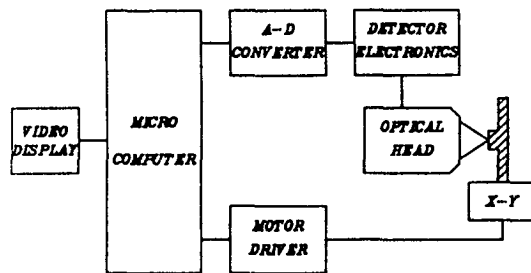 A-D
CONVERTER
DETECTOR
ELECTRONICS
VIDEO
DISPLAY
MICRO
COMPUTER
OPTICAL
HEAD
X-Y
MOTOR
DRIVER